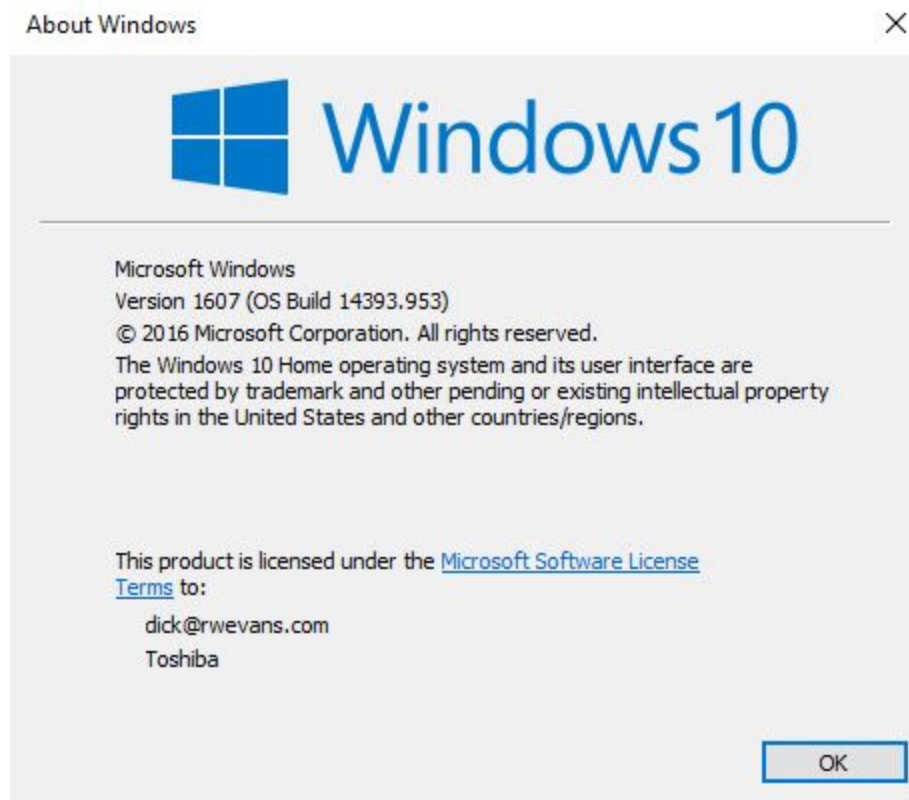 About Windows
Windows 10
Microsoft Windows
Version 1607 (OS Build 14393.953)
© 2016 Microsoft Corporation. All rights reserved.
The Windows 10 Home operating system and its user interface are
protected by trademark and other pending or existing intellectual property
rights in the United States and other countries/regions.
This product is licensed under the Microsoft Software License
Terms to:
dick@rwevans.com
Toshiba
OK